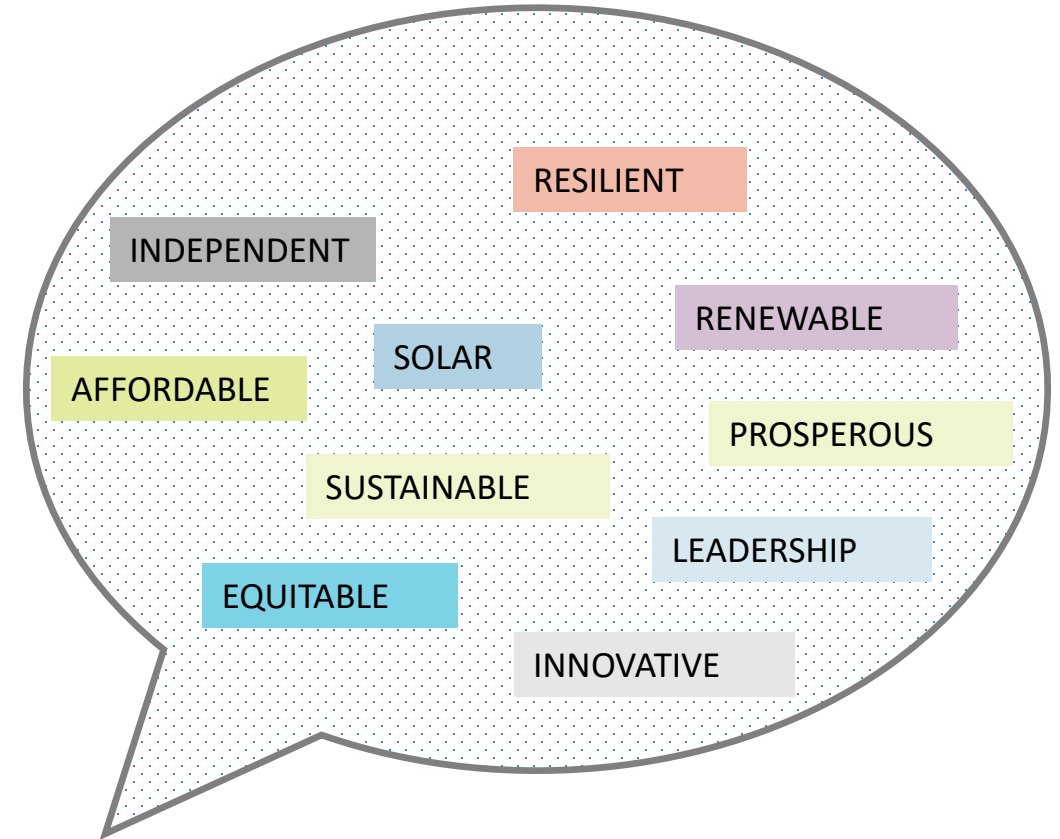 RESILIENT
INDEPENDENT
RENEWABLE
SOLAR
AFFORDABLE
PROSPEROUS
SUSTAINABLE
LEADERSHIP
EQUITABLE
INNOVATIVE